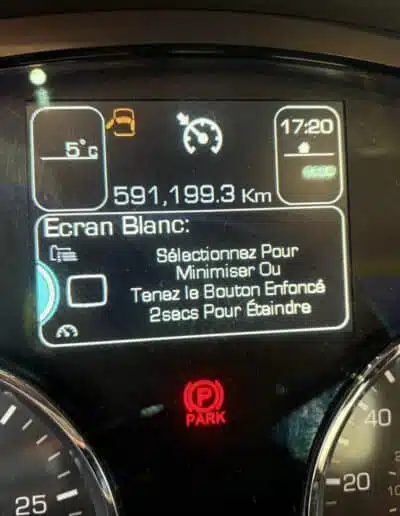 5°C
17:20
591,199.3 Km
Ecran Blanc:
Sélectionnez Pour
Minimiser Ou
Tenez le Bouton Enfoncé
2secs Pour Éteindre
P
PARK
40
20
25
10